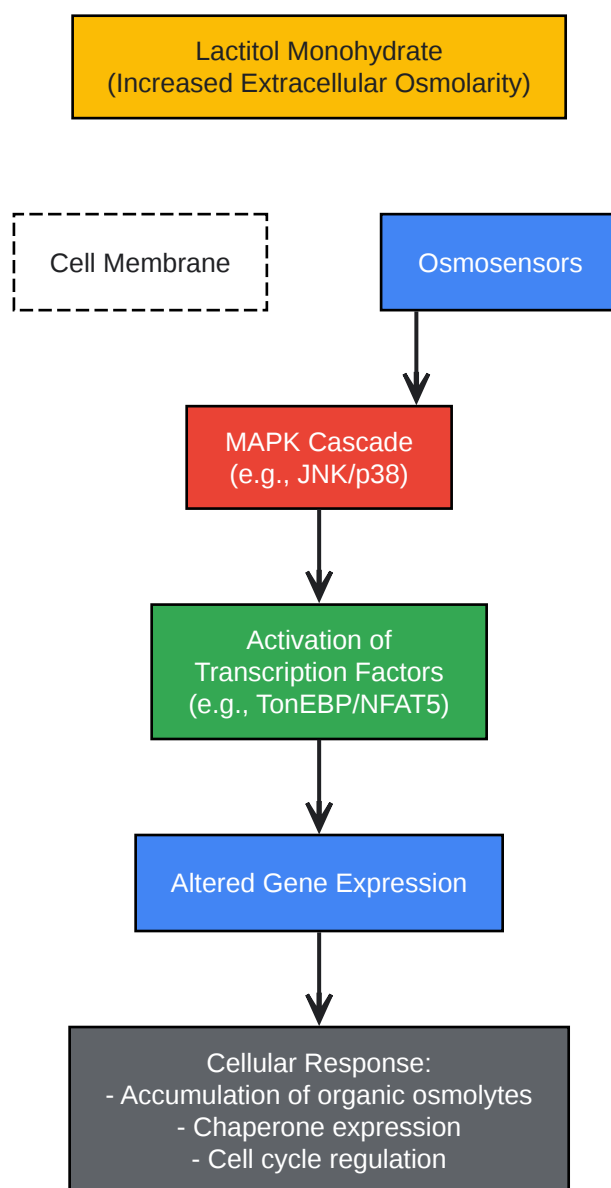 Lactitol Monohydrate
(Increased Extracellular Osmolarity)
Cell Membrane
Osmosensors
MAPK Cascade
(e.g., JNK/p38)
Activation of
Transcription Factors
(e.g., TonEBP/NFAT5)
Altered Gene Expression
Cellular Response:
- Accumulation of organic osmolytes
- Chaperone expression
- Cell cycle regulation